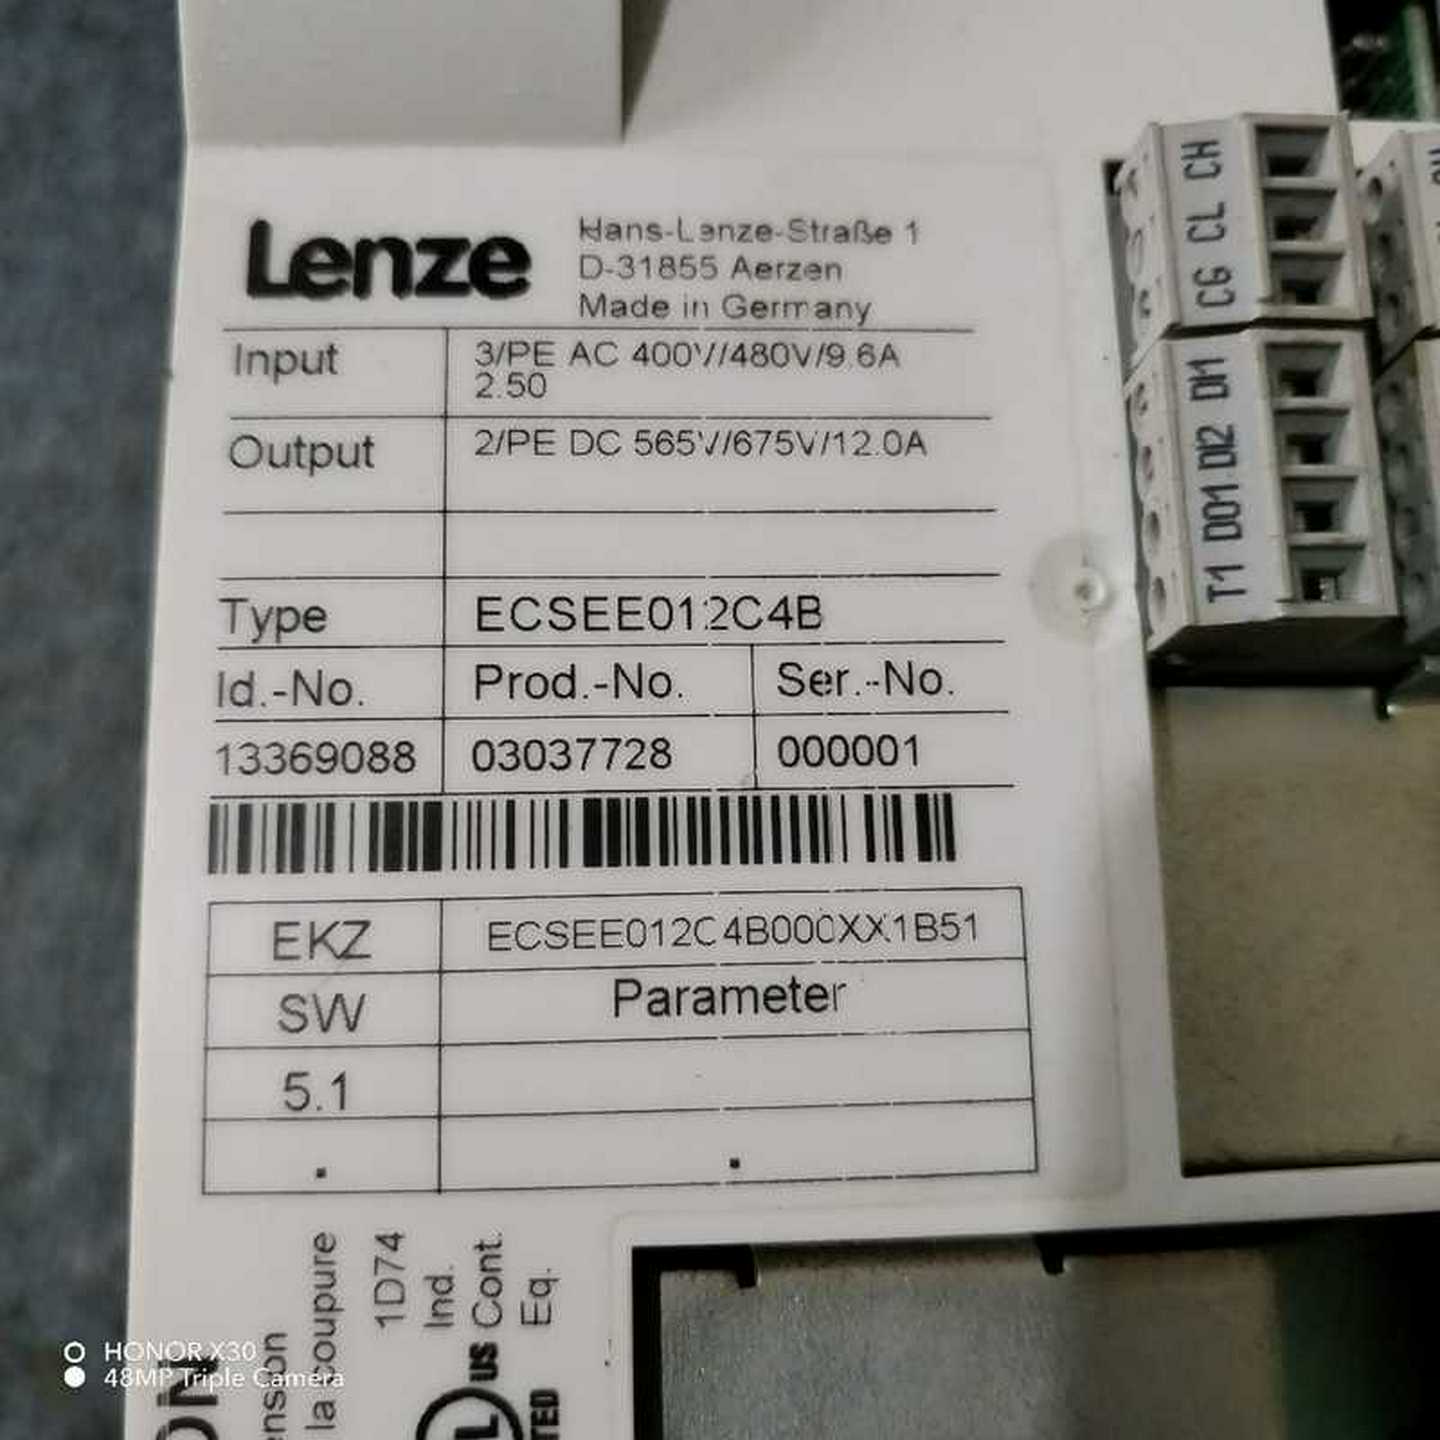 Lenze
Hans-Lenze-Straße 1
D-31855 Aerzen
Made in Germany
Input 3/PE AC 400V/480V/9.6A
2.50
Output 2/PE DC 565V/675V/12.0A
Type ECSEE012C4B
Id.-No. Prod.-No. Ser.-No.
13369088 03037728 000001
EKZ ECSEE012C4B000XX1B51
SW Parameter
5.1
. .
CH
CL
CG
DI1
DI2
DO1
T1
la coupure
1D74
Ind.
Cont.
Eq.
US
HONOR X30
48MP Triple Camera